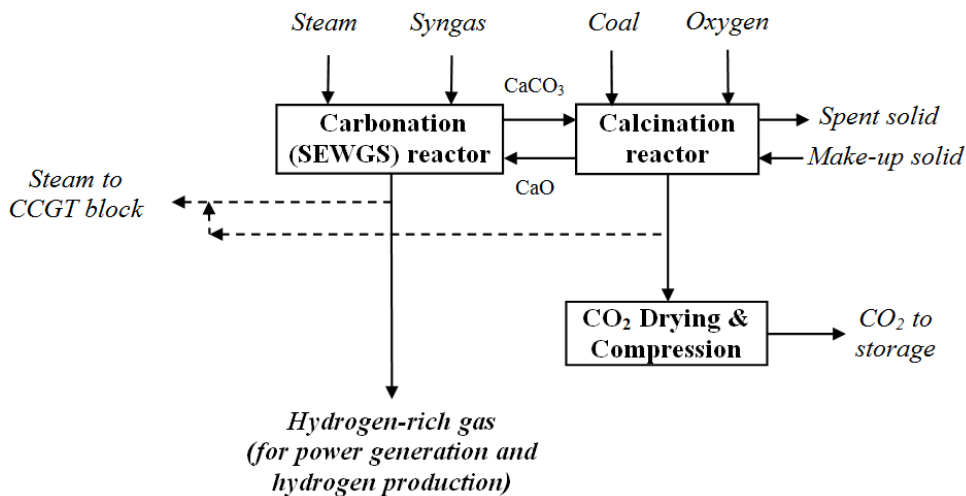 Steam
Syngas
Coal
Oxygen
CaCO₃
Carbonation
(SEWGS) reactor
Calcination
reactor
Spent solid
Make-up solid
CaO
Steam to
CCGT block
CO₂ Drying &
Compression
CO₂ to
storage
Hydrogen-rich gas
(for power generation and
hydrogen production)